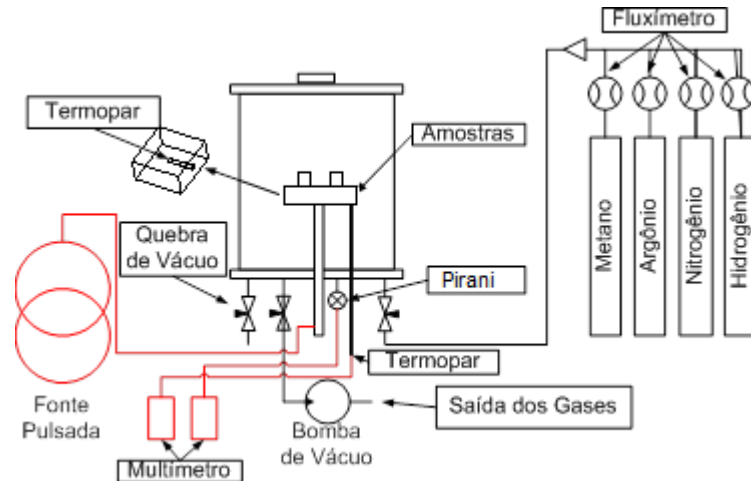 Fluxímetro
Termopar
Amostras
Metano
Argônio
Nitrogênio
Hidrogênio
Quebra
de Vácuo
Pirani
Termopar
Fonte
Pulsada
Saída dos Gases
Bomba
de Vácuo
Multímetro